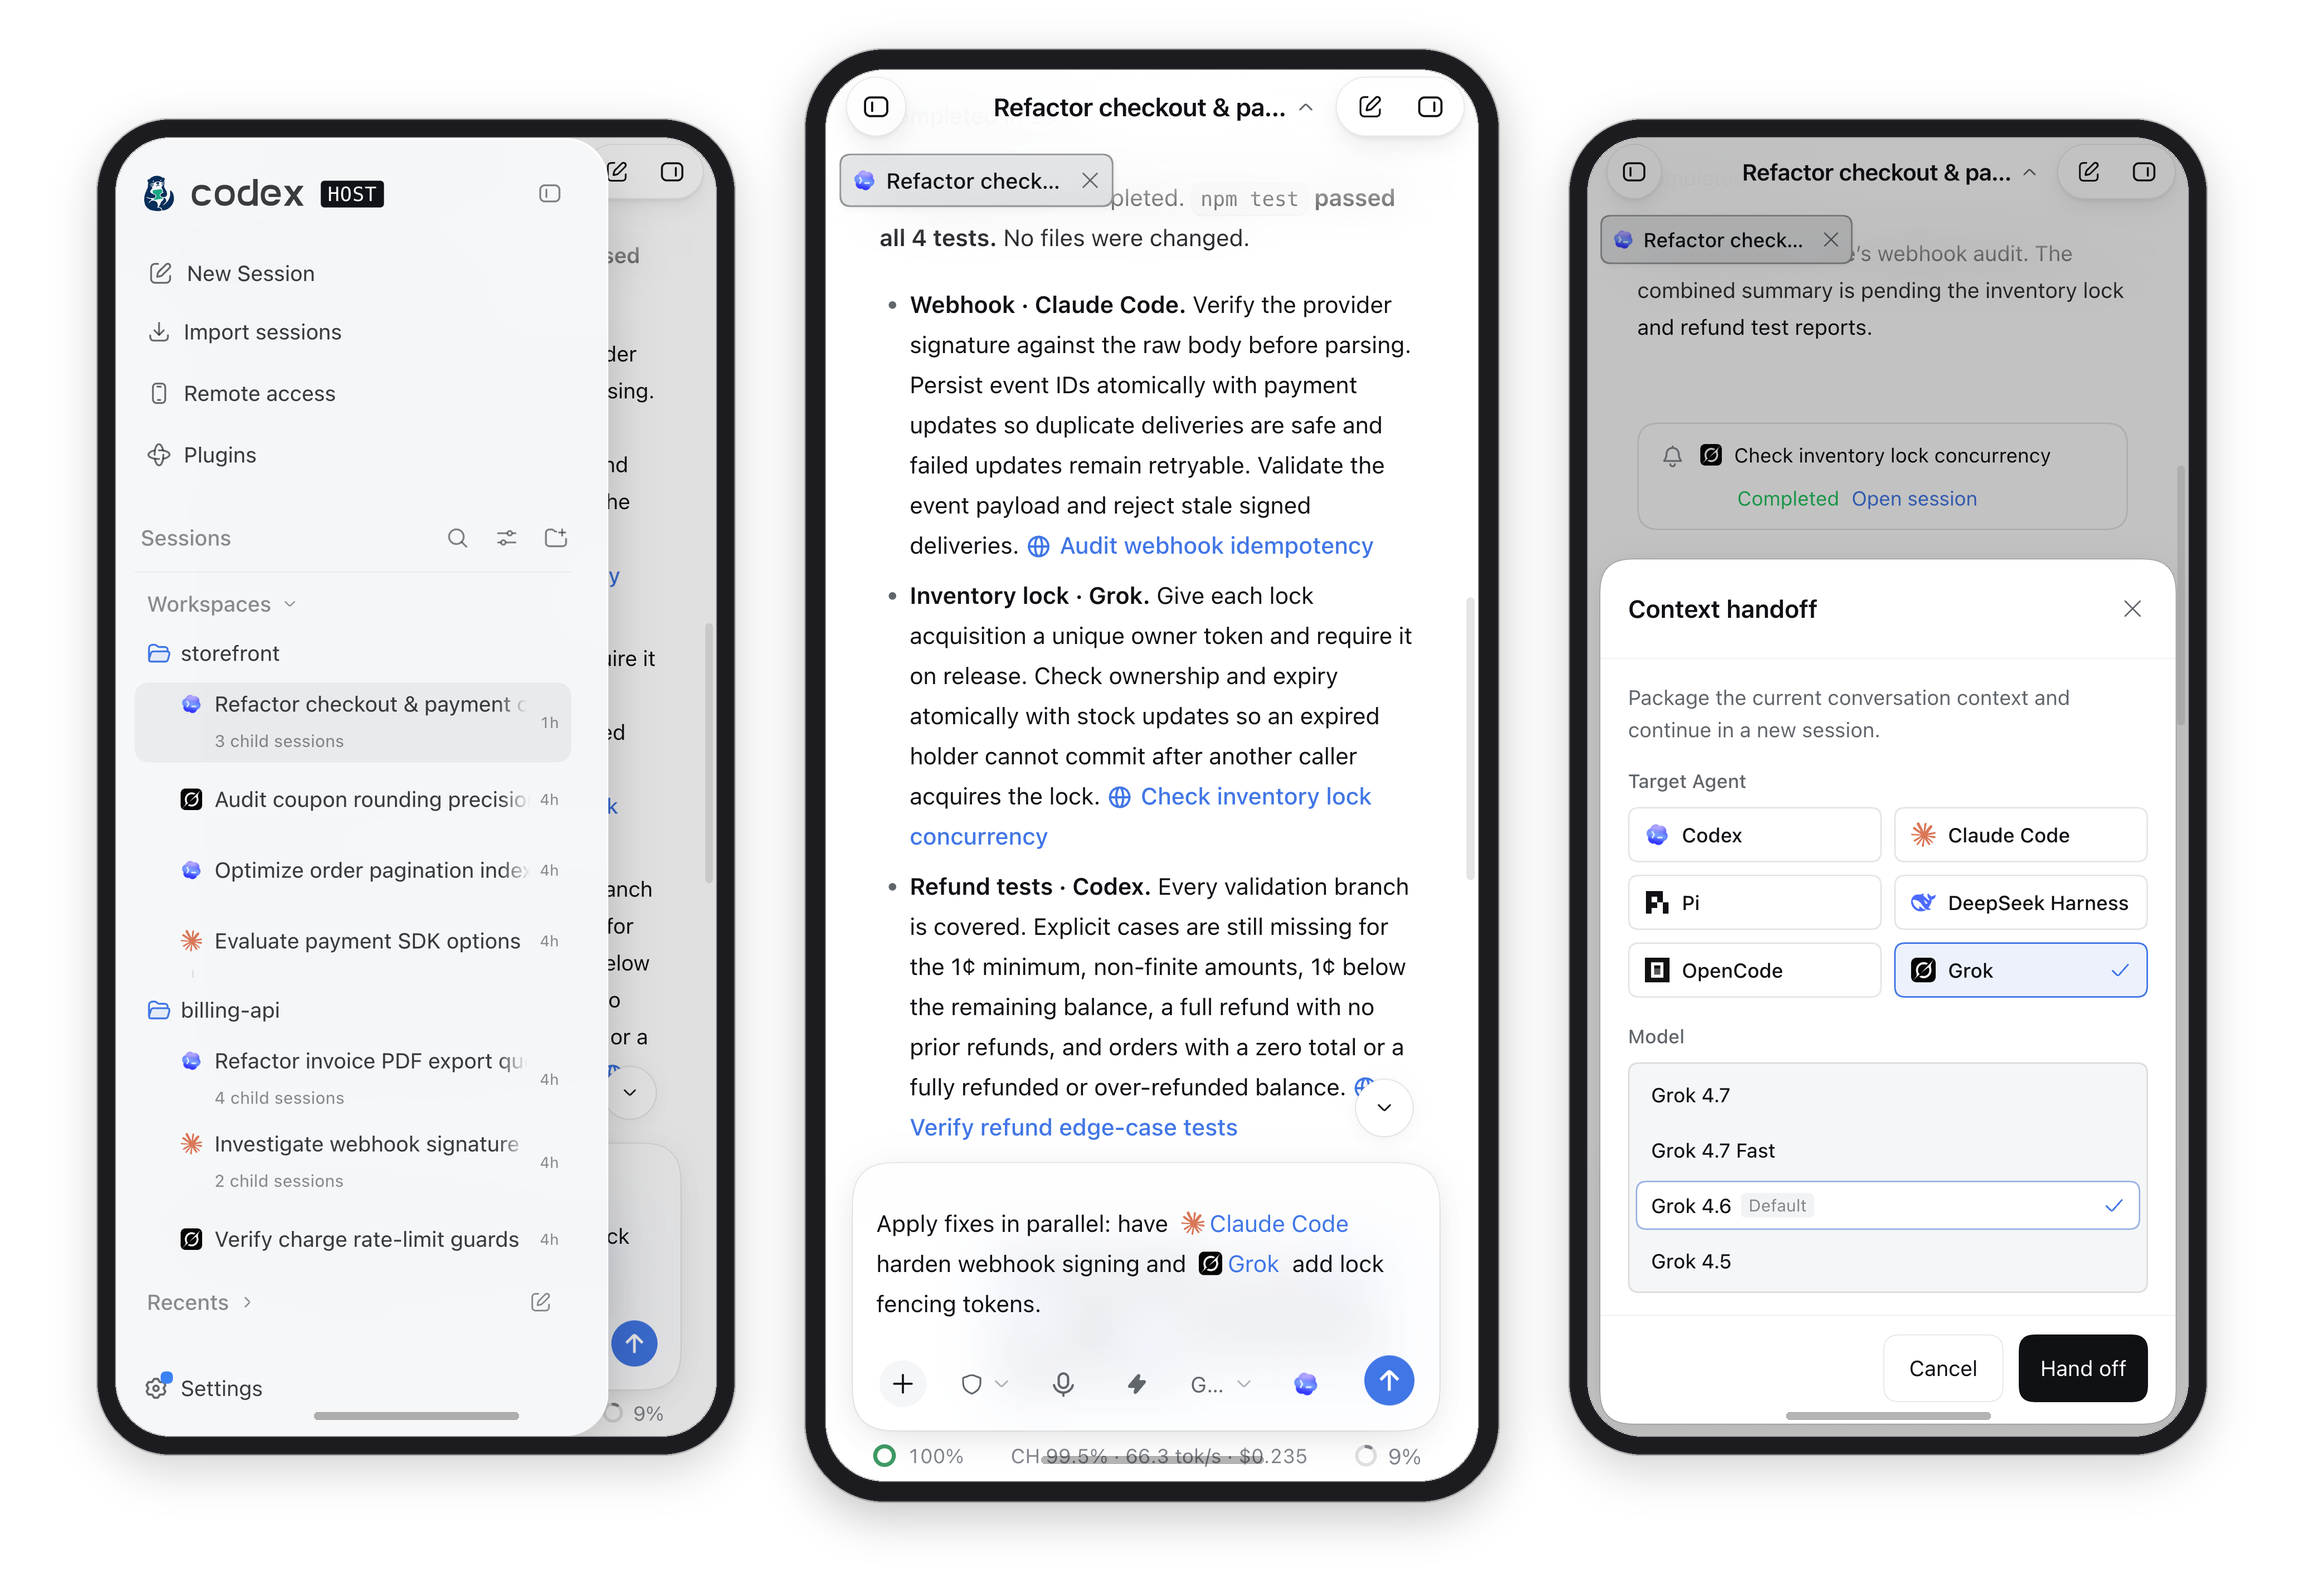 codex HOST
New Session
Import sessions
Remote access
Plugins
Sessions
Workspaces
storefront
Refactor checkout & payment
1h
3 child sessions
Audit coupon rounding precision
4h
Optimize order pagination index
4h
Evaluate payment SDK options
4h
billing-api
Refactor invoice PDF export
4h
4 child sessions
Investigate webhook signature
4h
2 child sessions
Verify charge rate-limit guards
4h
Recents
Settings
sing.
he
y
k
for
o
or a
9%
Refactor checkout & pa...
Refactor check...
pleted. npm test passed
all 4 tests. No files were changed.
• Webhook · Claude Code. Verify the provider
signature against the raw body before parsing.
Persist event IDs atomically with payment
updates so duplicate deliveries are safe and
failed updates remain retryable. Validate the
event payload and reject stale signed
deliveries. Audit webhook idempotency
• Inventory lock · Grok. Give each lock
acquisition a unique owner token and require it
on release. Check ownership and expiry
atomically with stock updates so an expired
holder cannot commit after another caller
acquires the lock. Check inventory lock
concurrency
• Refund tests · Codex. Every validation branch
is covered. Explicit cases are still missing for
the 1¢ minimum, non-finite amounts, 1¢ below
the remaining balance, a full refund with no
prior refunds, and orders with a zero total or a
fully refunded or over-refunded balance.
Verify refund edge-case tests
Apply fixes in parallel: have Claude Code
harden webhook signing and Grok add lock
fencing tokens.
G...
100%
CH 99.5% · 66.3 tok/s · $0.235
9%
Refactor checkout & pa...
Refactor check...
's webhook audit. The
combined summary is pending the inventory lock
and refund test reports.
Check inventory lock concurrency
Completed Open session
Context handoff
Package the current conversation context and
continue in a new session.
Target Agent
Codex
Claude Code
Pi
DeepSeek Harness
OpenCode
Grok
Model
Grok 4.7
Grok 4.7 Fast
Grok 4.6 Default
Grok 4.5
Cancel
Hand off